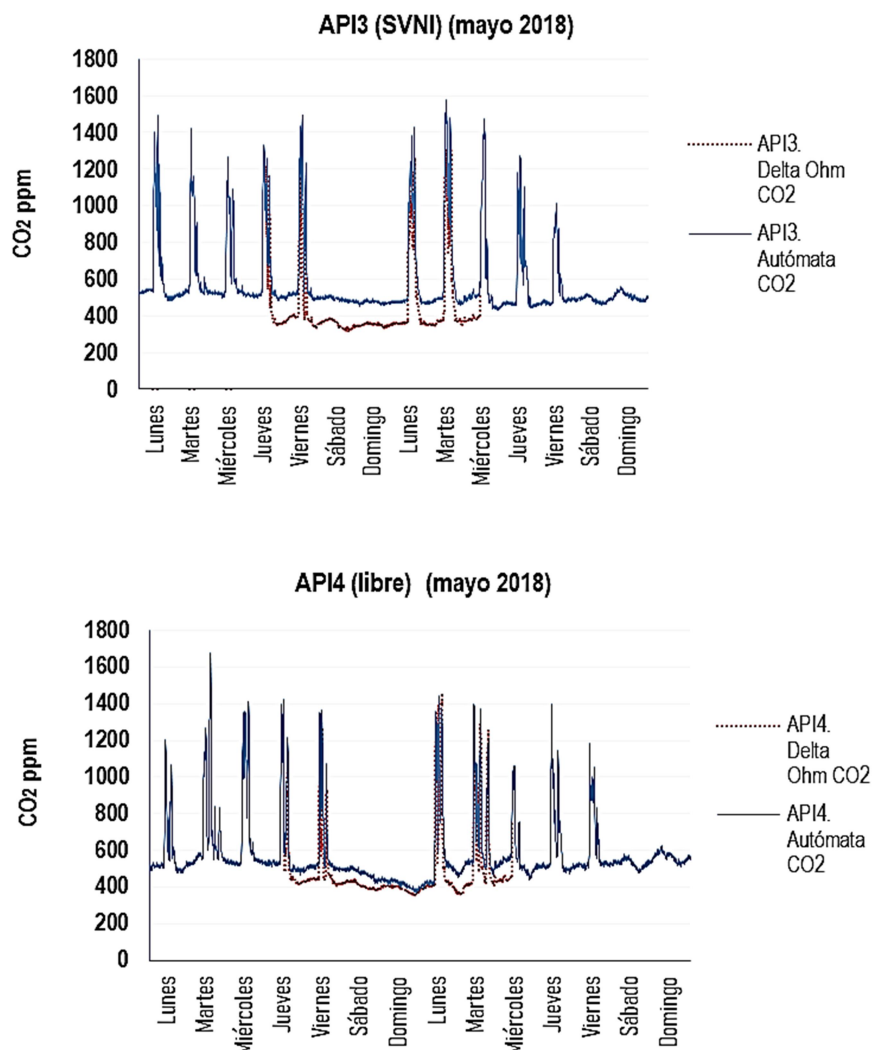 API3 (SVNI) (mayo 2018)
CO2 ppm
1800
1600
1400
1200
1000
800
600
400
200
0
Lunes
Martes
Miércoles
Jueves
Viernes
Sábado
Domingo
Lunes
Martes
Miércoles
Jueves
Viernes
Sábado
Domingo
API3.
Delta Ohm
CO2
API3.
Autómata
CO2
API4 (libre) (mayo 2018)
CO2 ppm
1800
1600
1400
1200
1000
800
600
400
200
0
Lunes
Martes
Miércoles
Jueves
Viernes
Sábado
Domingo
Lunes
Martes
Miércoles
Jueves
Viernes
Sábado
Domingo
API4.
Delta
Ohm CO2
API4.
Autómata
CO2